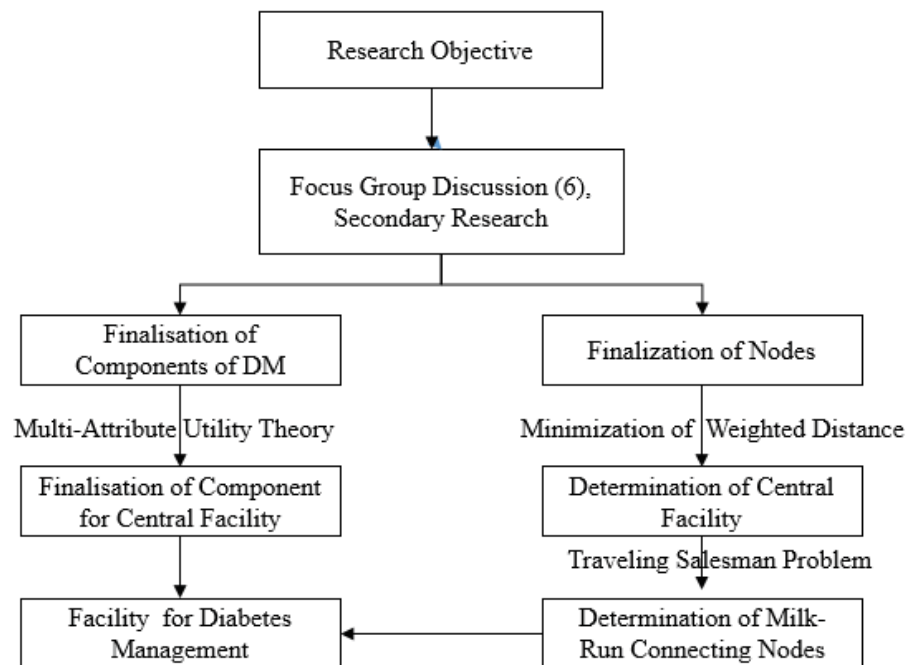 Research Objective
Focus Group Discussion (6),
Secondary Research
Finalisation of
Components of DM
Finalization of Nodes
Multi-Attribute Utility Theory
Minimization of Weighted Distance
Finalisation of Component
for Central Facility
Determination of Central
Facility
Traveling Salesman Problem
Facility for Diabetes
Management
Determination of Milk-
Run Connecting Nodes